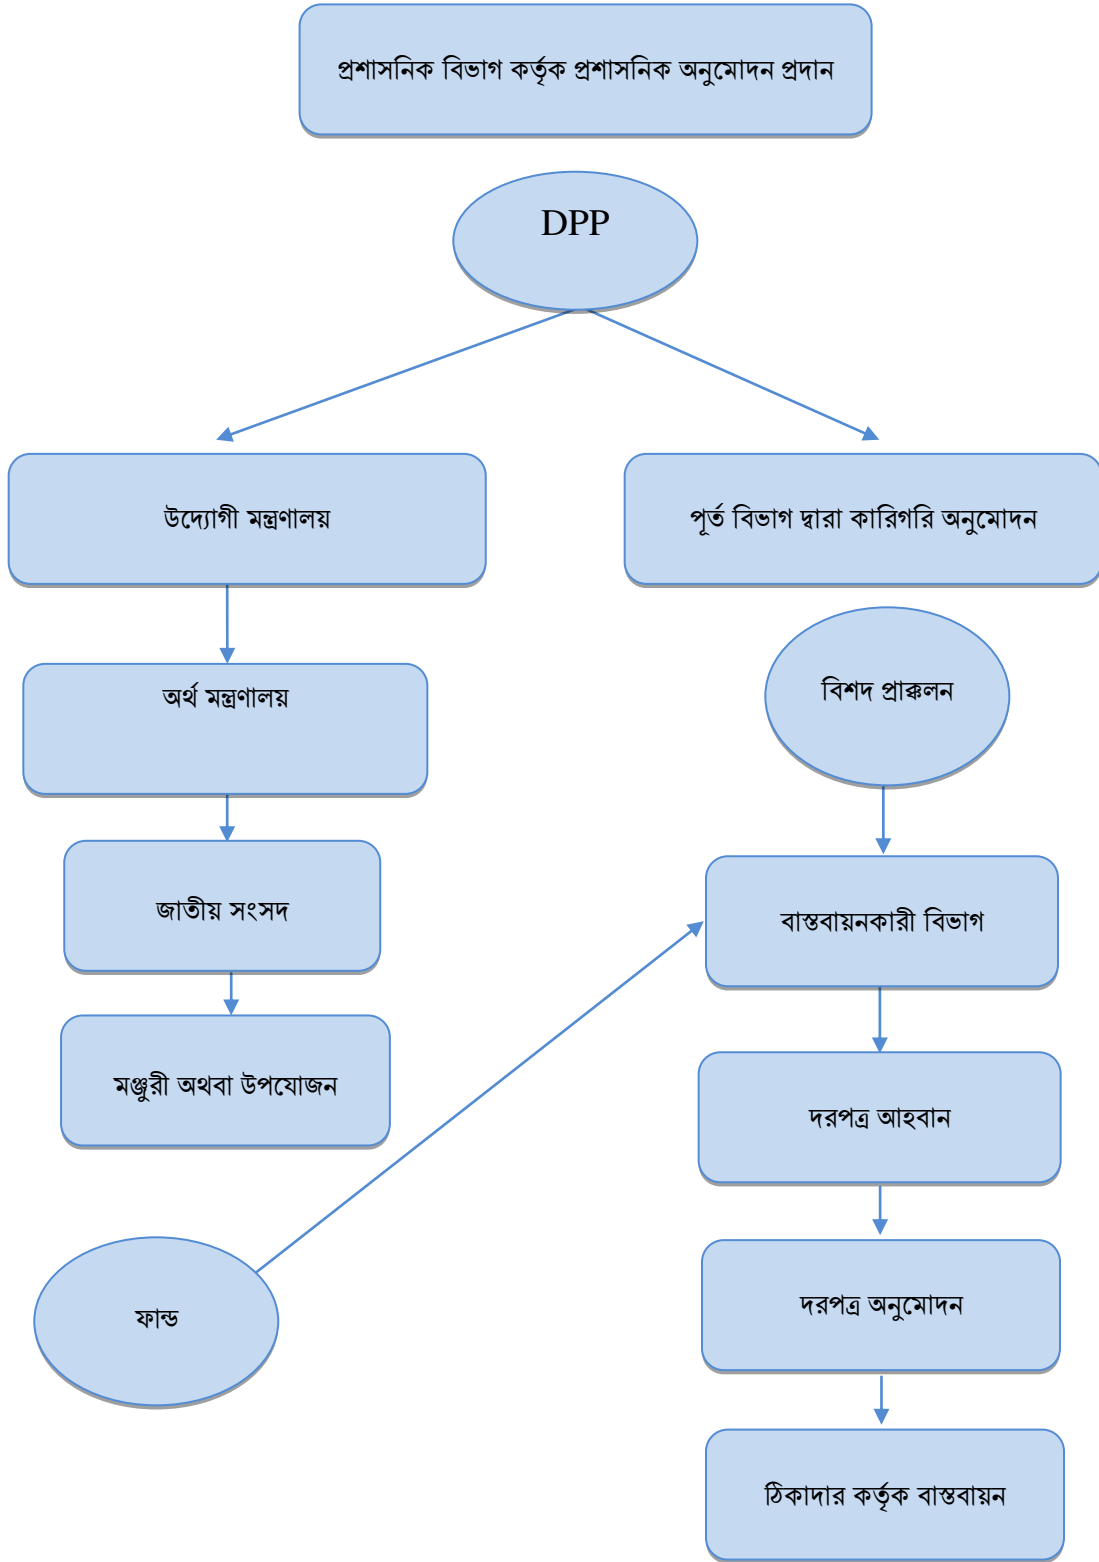 প্রশাসনিক বিভাগ কর্তৃক প্রশাসনিক অনুমোদন প্রদান
DPP
উদ্যোগী মন্ত্রণালয়
পূর্ত বিভাগ দ্বারা কারিগরি অনুমোদন
অর্থ মন্ত্রণালয়
বিশদ প্রাক্কলন
জাতীয় সংসদ
বাস্তবায়নকারী বিভাগ
মঞ্জুরী অথবা উপযোজন
দরপত্র আহবান
ফান্ড
দরপত্র অনুমোদন
ঠিকাদার কর্তৃক বাস্তবায়ন